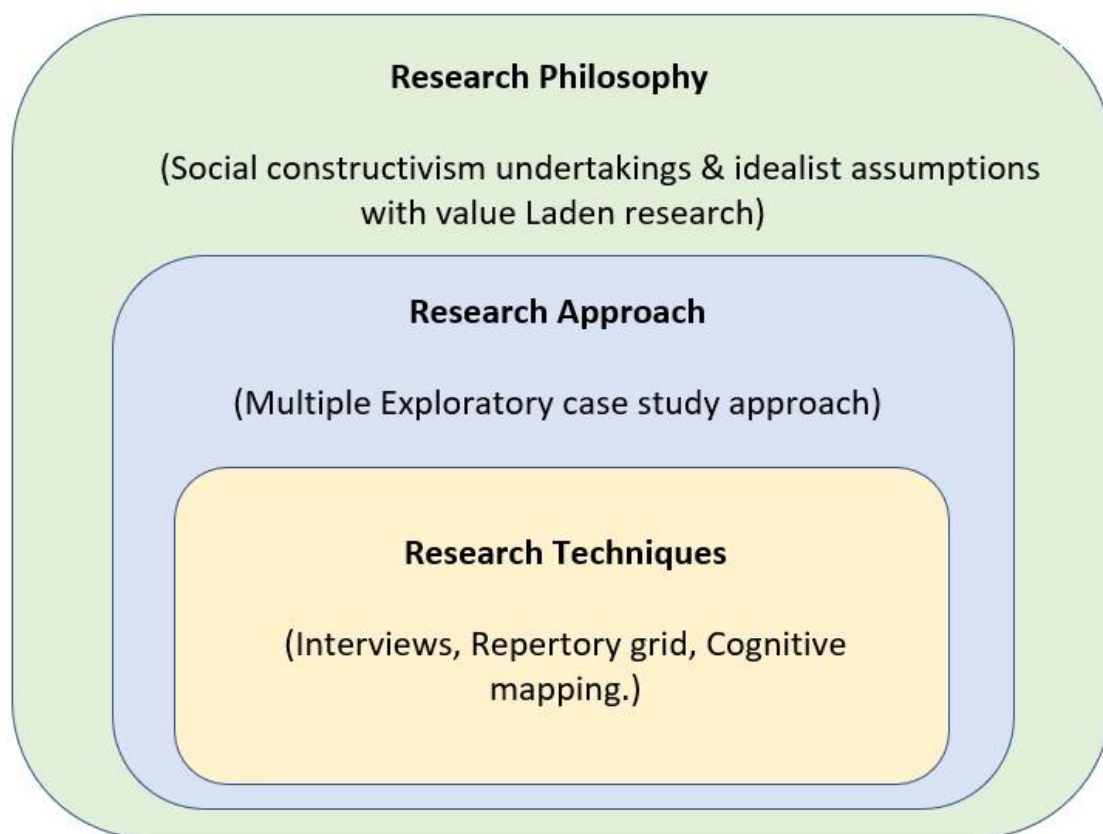 Research Philosophy
(Social constructivism undertakings & idealist assumptions
with value Laden research)
Research Approach
(Multiple Exploratory case study approach)
Research Techniques
(Interviews, Repertory grid, Cognitive
mapping.)